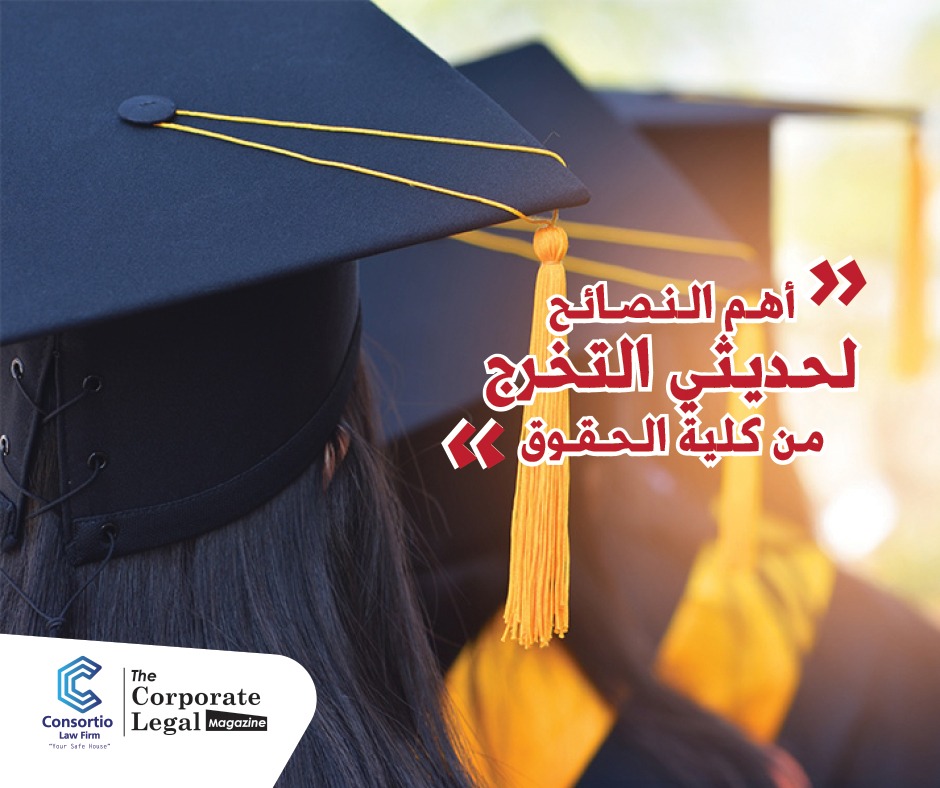 أهم النصائح
لحديثي التخرج
من كلية الحقوق
Consortio
Law Firm
"Your Safe House"
The
Corporate
Legal Magazine